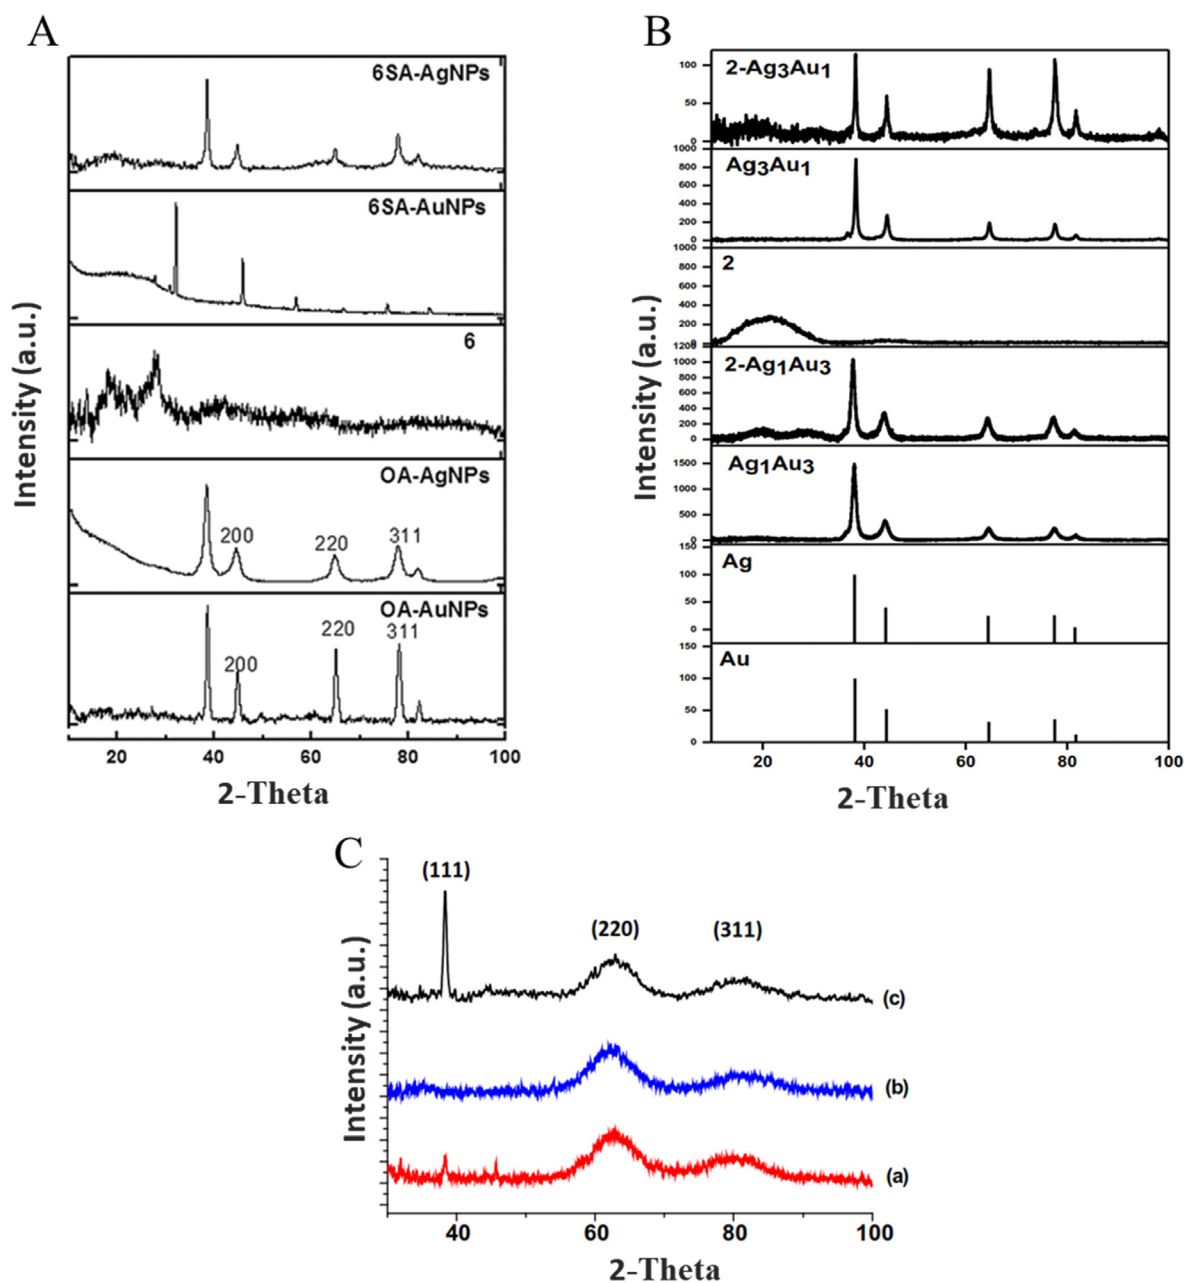 A
6SA-AgNPs
6SA-AuNPs
6
OA-AgNPs
200
220
311
OA-AuNPs
200
220
311
Intensity (a.u.)
20 40 60 80 100
2-Theta
B
2-Ag3Au1
100
50
0
Ag3Au1
1000
800
600
400
200
0
2
1000
800
600
400
200
0
2-Ag1Au3
1200
1000
800
600
400
200
0
Ag1Au3
1500
1000
500
0
Ag
150
100
50
0
Au
150
100
50
0
Intensity (a.u.)
20 40 60 80 100
2-Theta
C
(111)
(220)
(311)
(c)
(b)
(a)
Intensity (a.u.)
40 60 80 100
2-Theta